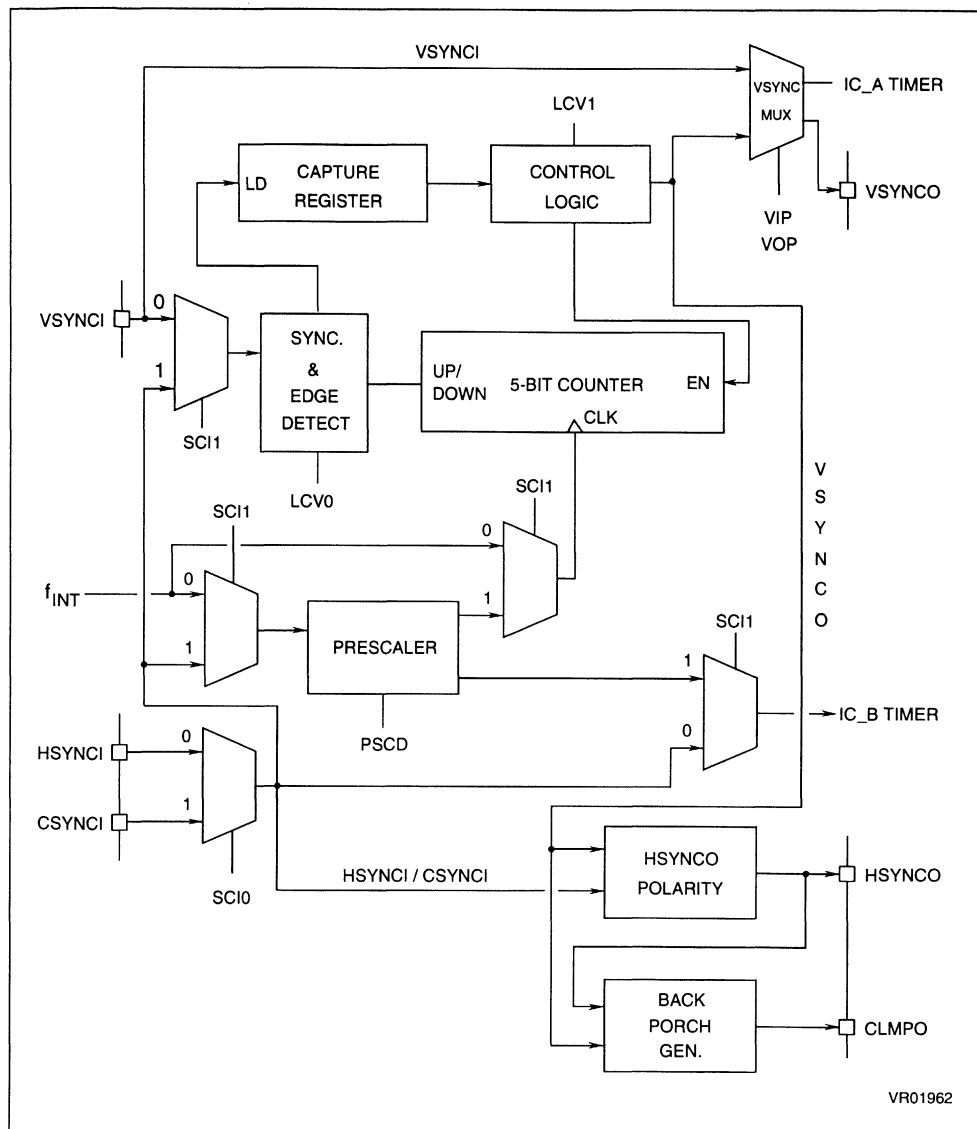 VSYNCI
VSYNC
MUX
IC_A TIMER
LCV1
LD
CAPTURE
REGISTER
CONTROL
LOGIC
VSYNCO
VIP
VOP
VSYNCI
0
1
SYNC.
&
EDGE
DETECT
UP/
DOWN
5-BIT COUNTER
EN
CLK
SCI1
LCV0
SCI1
SCI1
VSYNCO
0
fINT
0
1
1
PRESCALER
SCI1
1
PSCD
IC_B TIMER
HSYNCI
0
0
CSYNCI
1
SCI0
HSYNCI / CSYNCI
HSYNCO
POLARITY
HSYNCO
BACK
PORCH
GEN.
CLMPO
VR01962